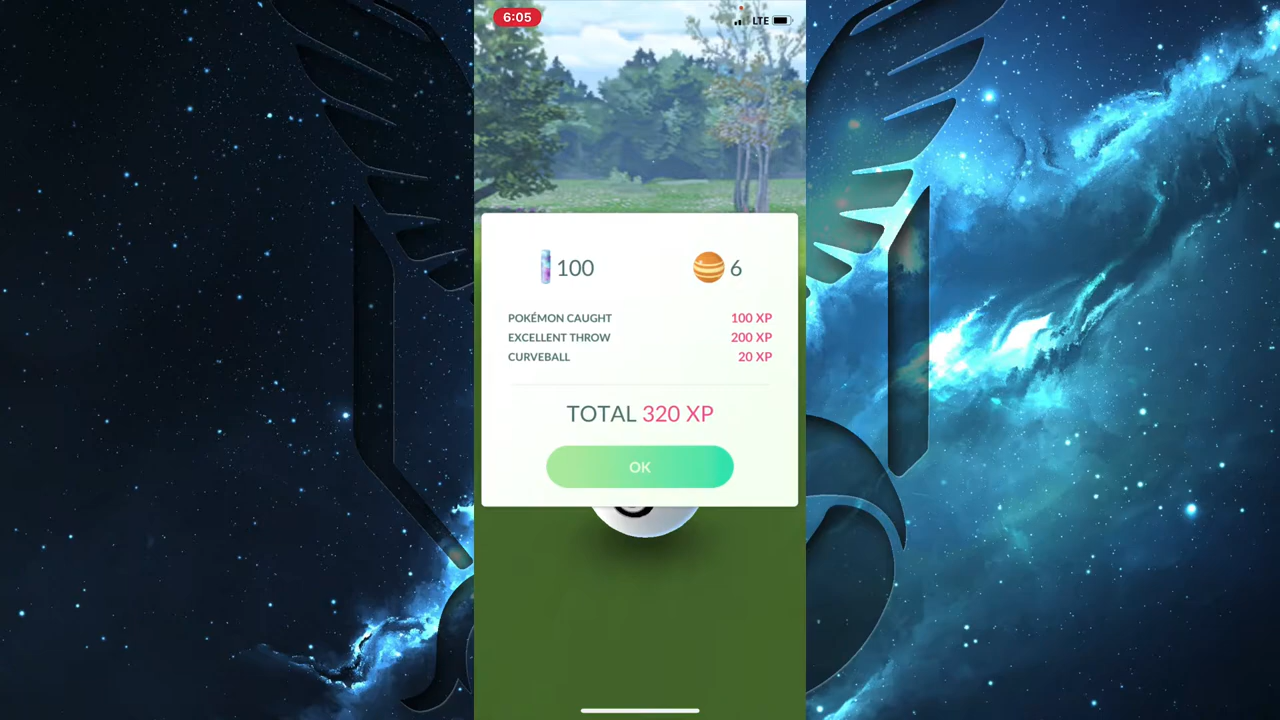 6:05 LTE
100 6
POKÉMON CAUGHT 100 XP
EXCELLENT THROW 200 XP
CURVEBALL 20 XP
TOTAL 320 XP
OK